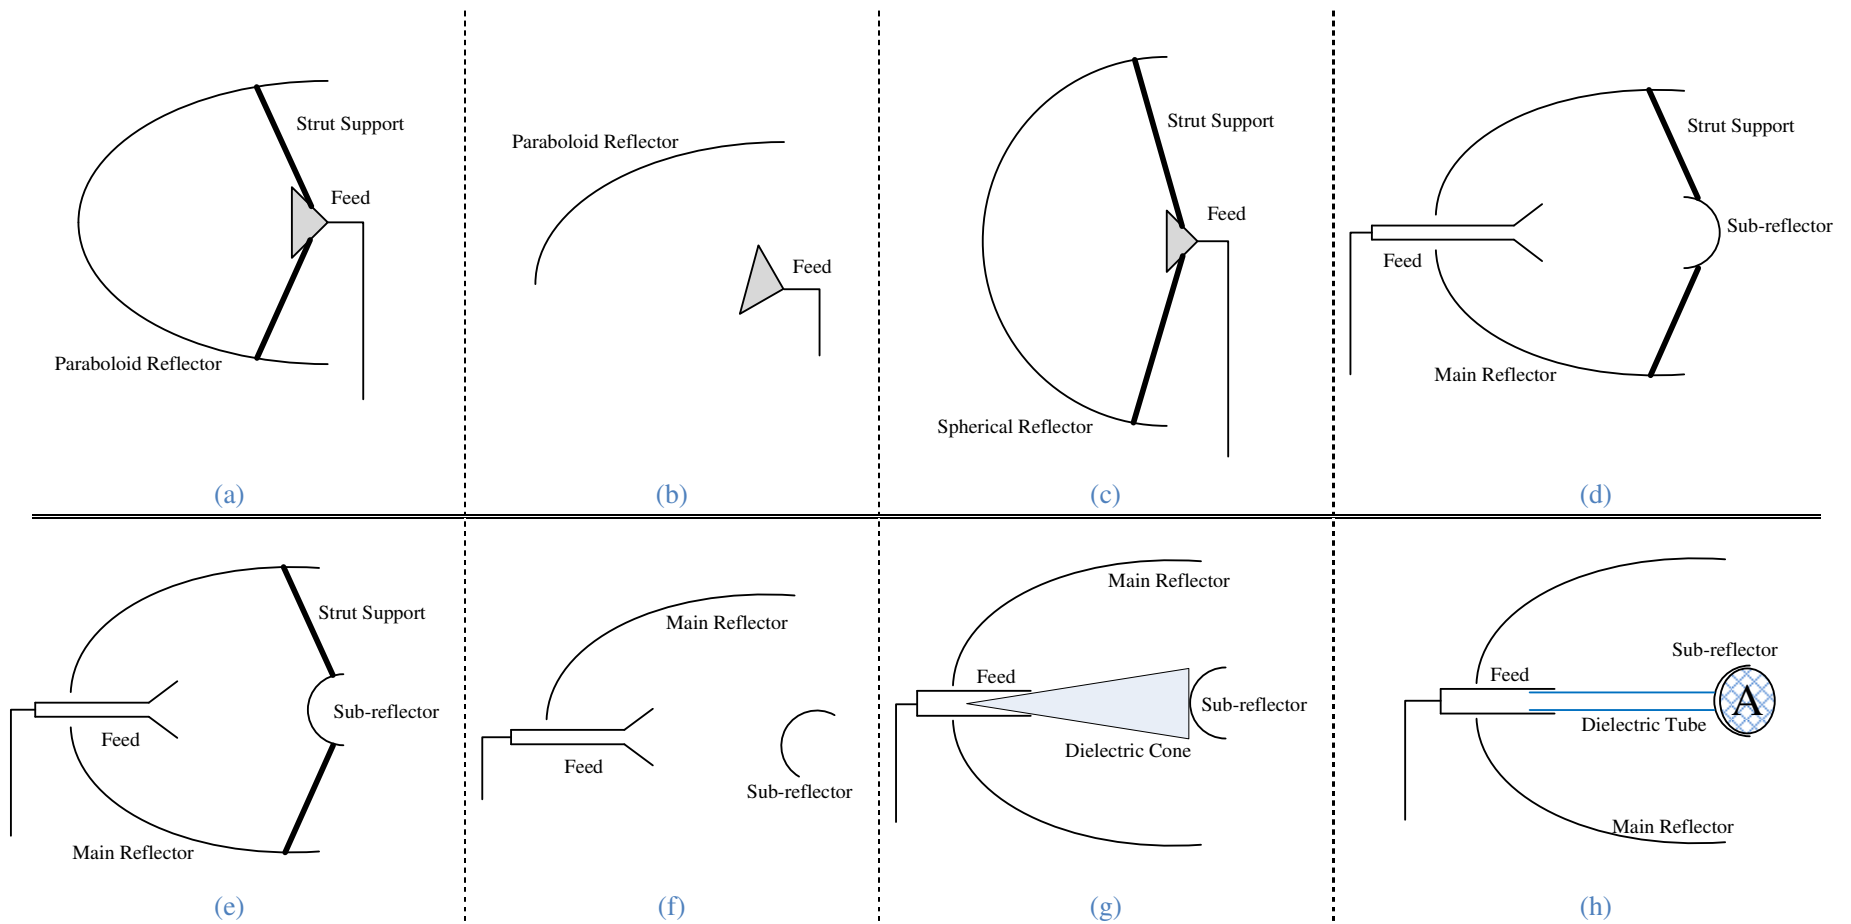 Strut Support
Feed
Paraboloid Reflector
(a)
Paraboloid Reflector
Feed
(b)
Strut Support
Feed
Spherical Reflector
(c)
Strut Support
Sub-reflector
Feed
Main Reflector
(d)
Strut Support
Sub-reflector
Feed
Main Reflector
(e)
Main Reflector
Feed
Sub-reflector
(f)
Main Reflector
Feed
Sub-reflector
Dielectric Cone
(g)
Sub-reflector
Feed
A
Dielectric Tube
Main Reflector
(h)